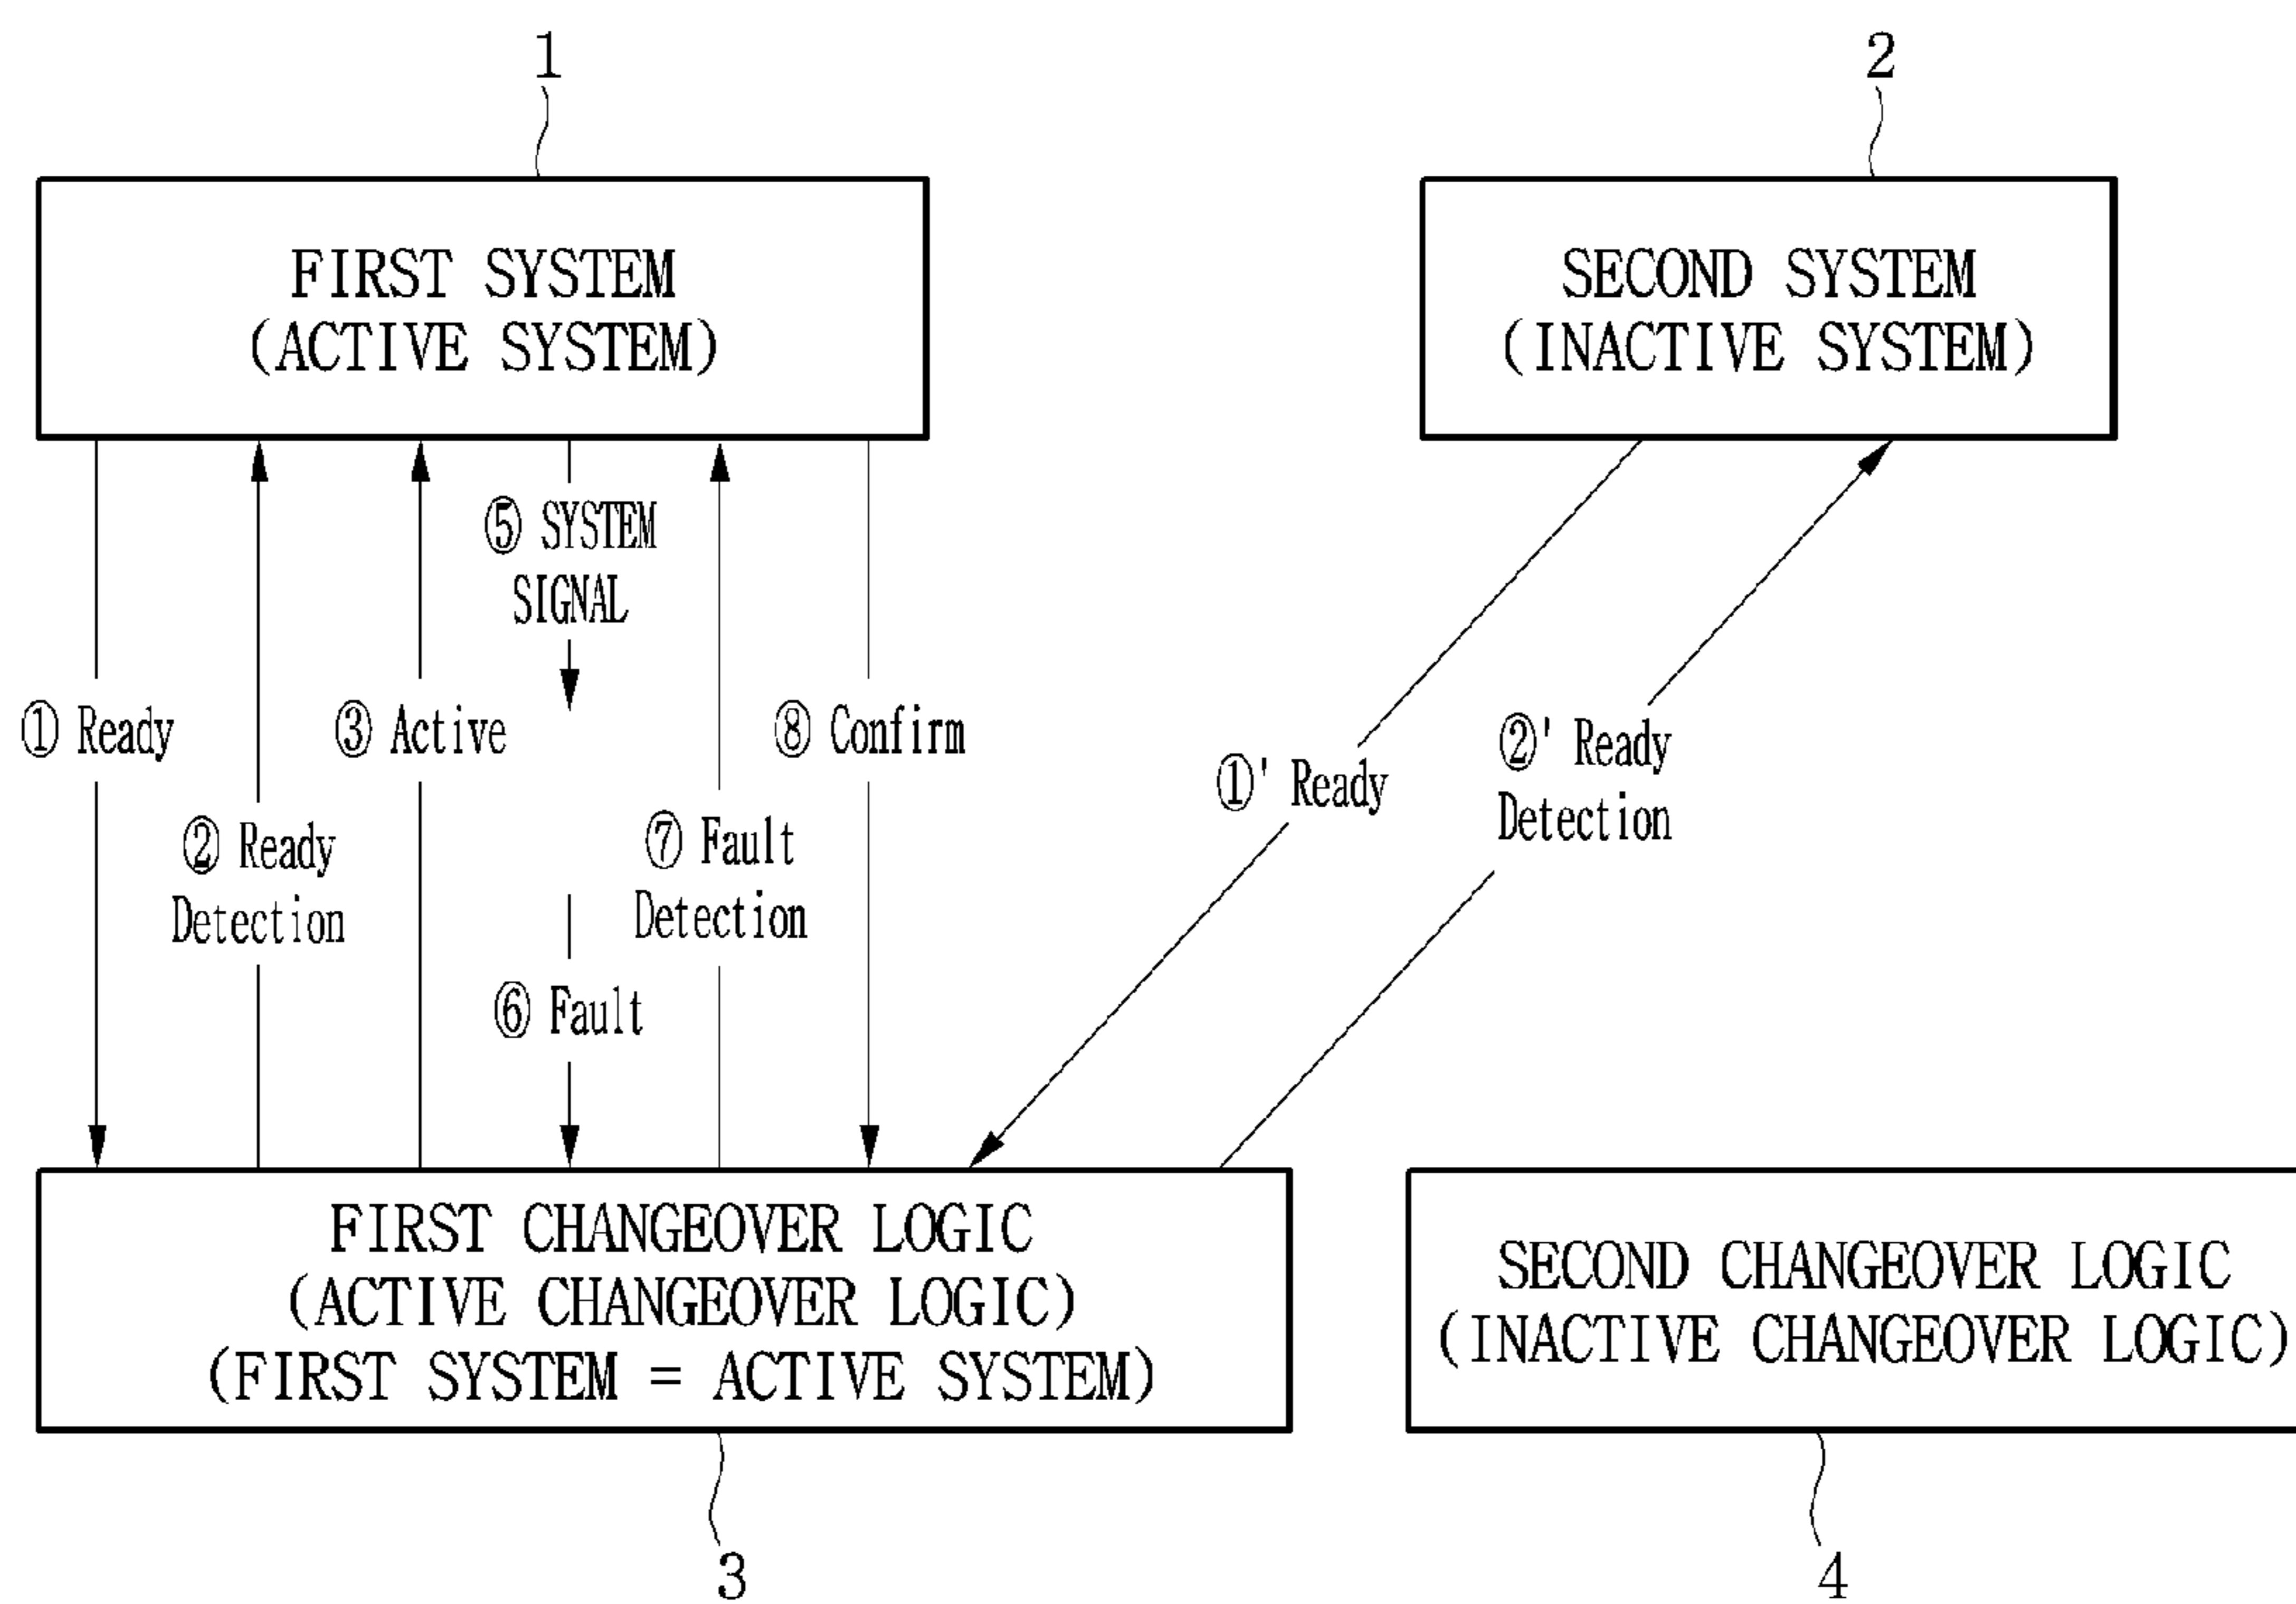 1
2
FIRST SYSTEM
(ACTIVE SYSTEM)
SECOND SYSTEM
(INACTIVE SYSTEM)
⑤ SYSTEM
SIGNAL
① Ready
③ Active
⑧ Confirm
②' Ready
Detection
①' Ready
② Ready
Detection
⑦ Fault
Detection
⑥ Fault
FIRST CHANGEOVER LOGIC
(ACTIVE CHANGEOVER LOGIC)
(FIRST SYSTEM = ACTIVE SYSTEM)
SECOND CHANGEOVER LOGIC
(INACTIVE CHANGEOVER LOGIC)
3
4